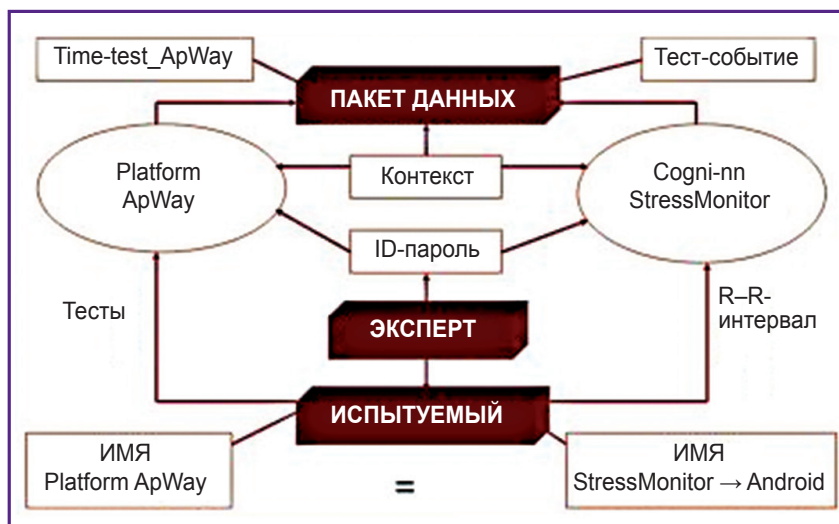 Time-test_ApWay
Тест-событие
ПАКЕТ ДАННЫХ
Platform
ApWay
Контекст
Cogni-nn
StressMonitor
ID-пароль
Тесты
R–R-
интервал
ЭКСПЕРТ
ИСПЫТУЕМЫЙ
ИМЯ
Platform ApWay
=
ИМЯ
StressMonitor → Android